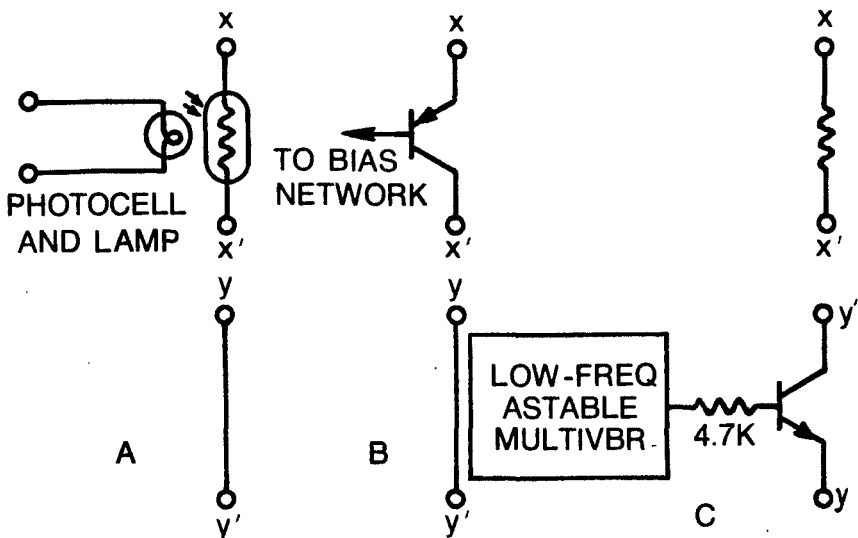 x
x
x
TO BIAS
NETWORK
PHOTOCELL
AND LAMP
x'
x'
x'
y
y
y'
LOW-FREQ
ASTABLE
MULTIVBR
4.7K
A
B
C
y'
y'
y